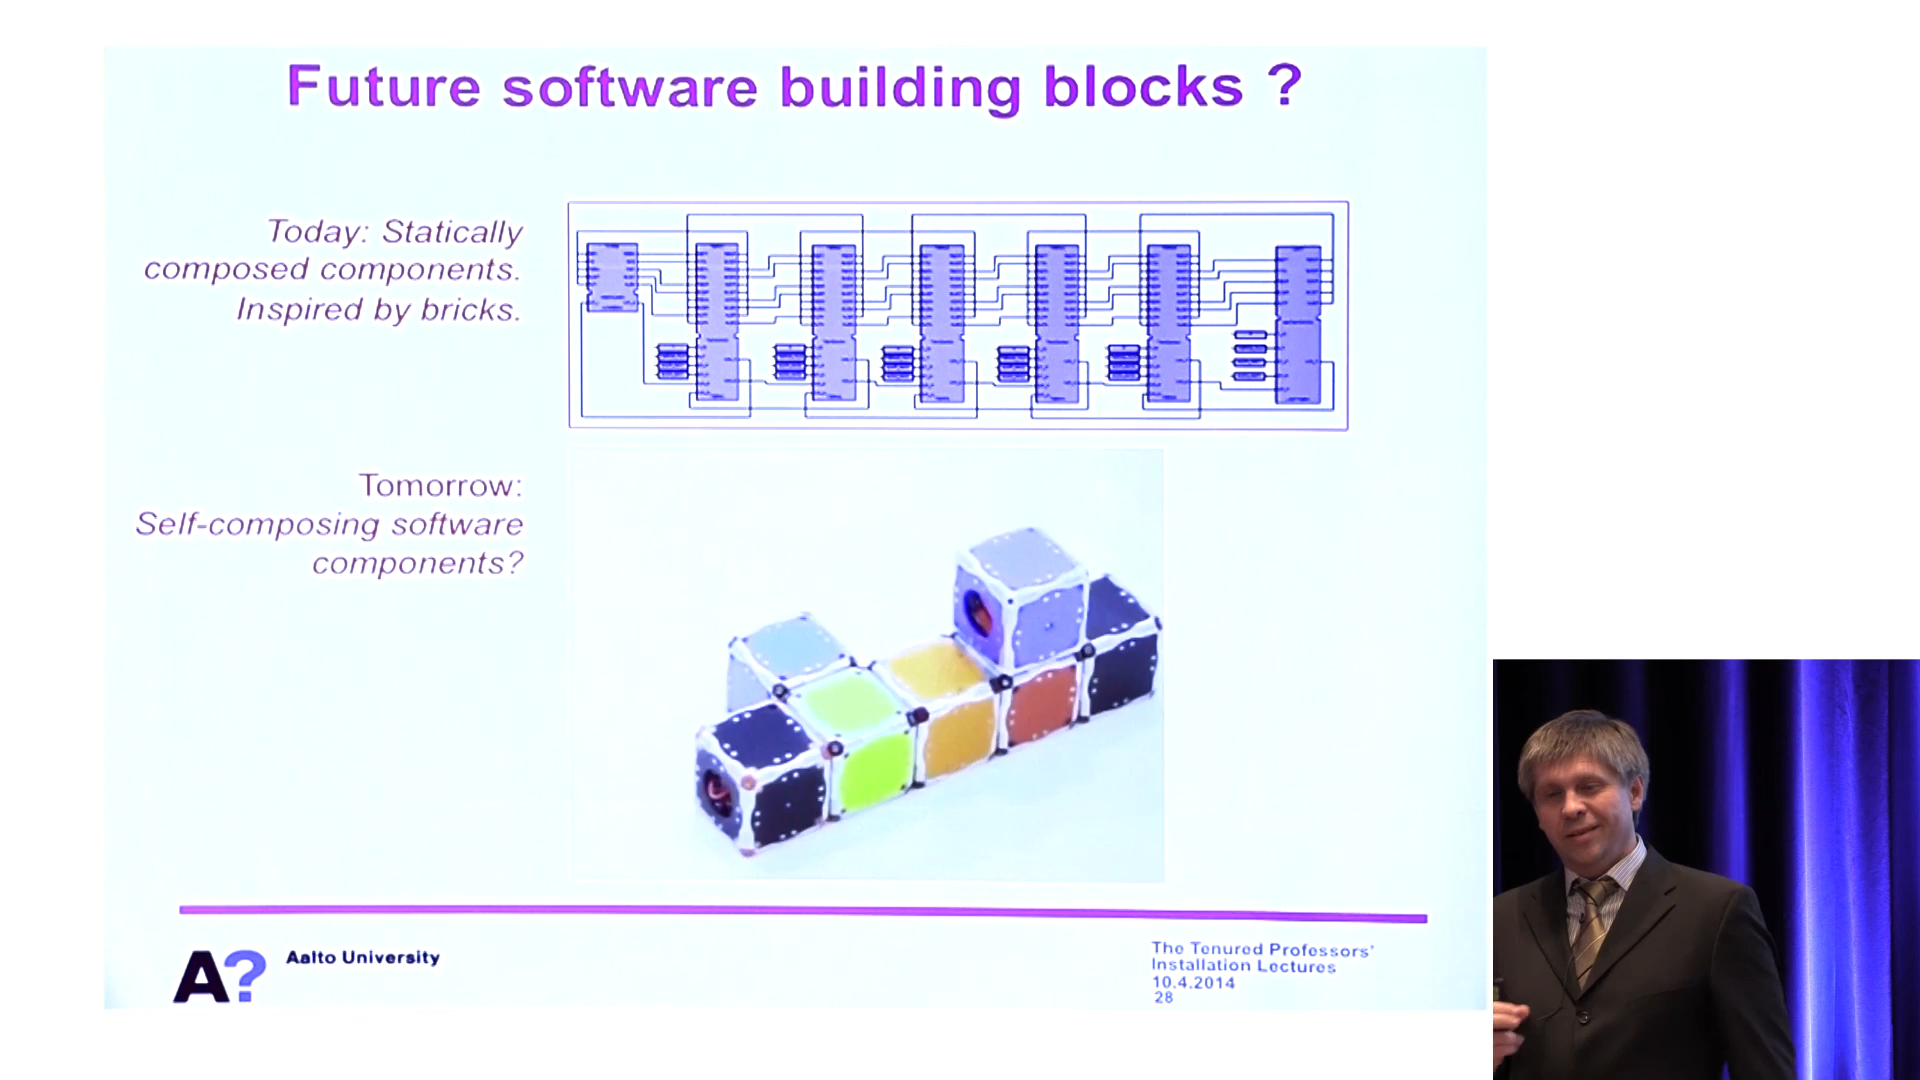 Future software building blocks ?
Today: Statically
composed components.
Inspired by bricks.
Tomorrow:
Self-composing software
components?
A?
Aalto University
The Tenured Professors'
Installation Lectures
10.4.2014
28